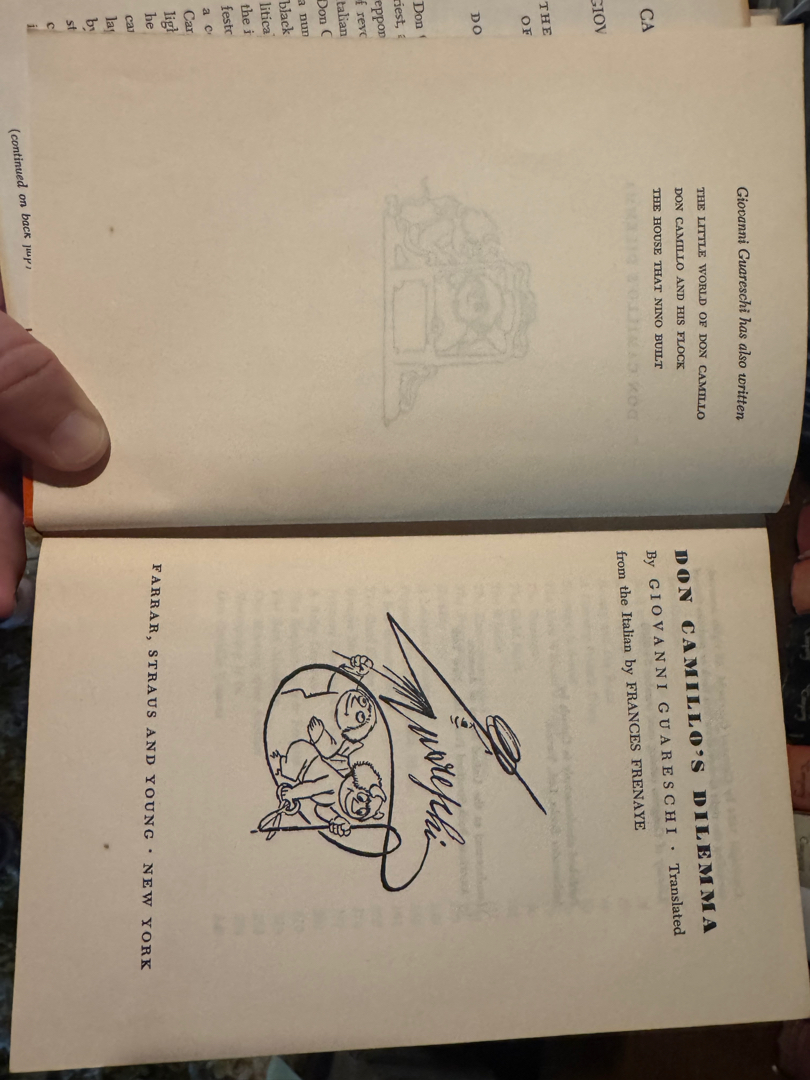 Giovanni Guareschi has also written
THE LITTLE WORLD OF DON CAMILLO
DON CAMILLO AND HIS FLOCK
THE HOUSE THAT NINO BUILT
(continued on back
DON CAMILLO'S DILEMMA
By GIOVANNI GUARESCHI · Translated
from the Italian by FRANCES FRENAYE
Guareschi
FARRAR, STRAUS AND YOUNG · NEW YORK